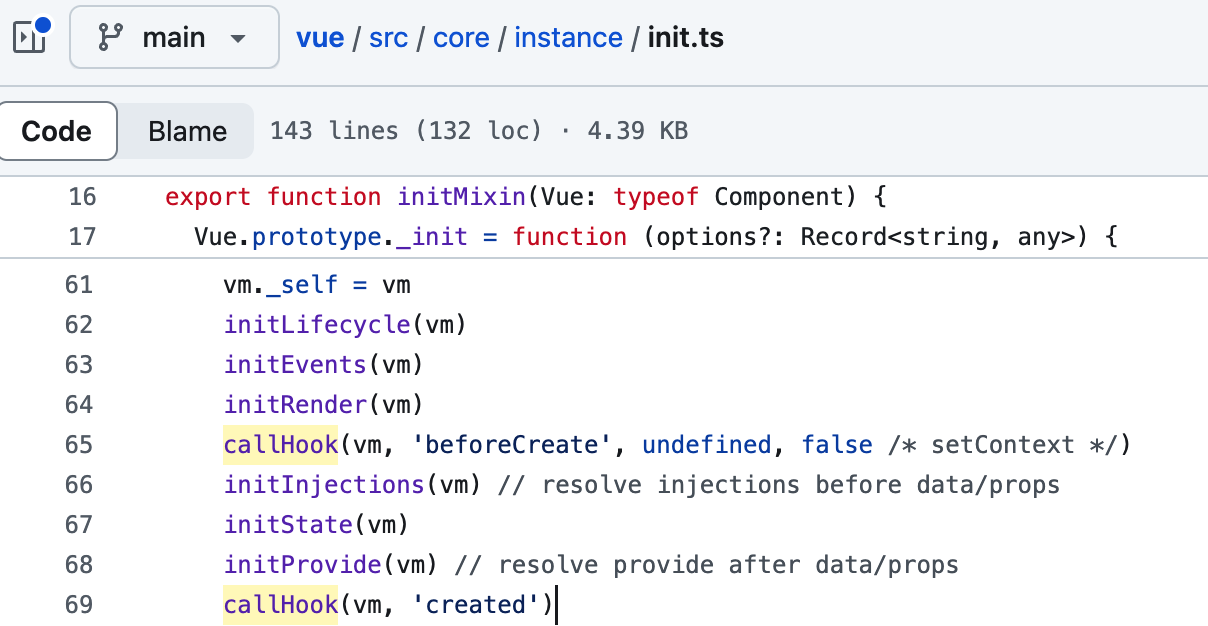 main vue / src / core / instance / init.ts
Code Blame 143 lines (132 loc) · 4.39 KB
16 export function initMixin(Vue: typeof Component) {
17 Vue.prototype._init = function (options?: Record<string, any>) {
61 vm._self = vm
62 initLifecycle(vm)
63 initEvents(vm)
64 initRender(vm)
65 callHook(vm, 'beforeCreate', undefined, false /* setContext */)
66 initInjections(vm) // resolve injections before data/props
67 initState(vm)
68 initProvide(vm) // resolve provide after data/props
69 callHook(vm, 'created')